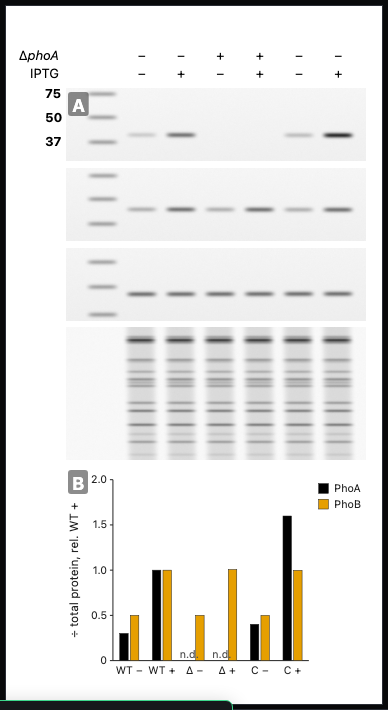 ΔphoA − − + + − −
IPTG − + − + − +
75
A
50
37
B
÷ total protein, rel. WT +
2.0
1.5
1.0
0.5
0
PhoA
PhoB
n.d. n.d.
WT − WT + Δ − Δ + C − C +